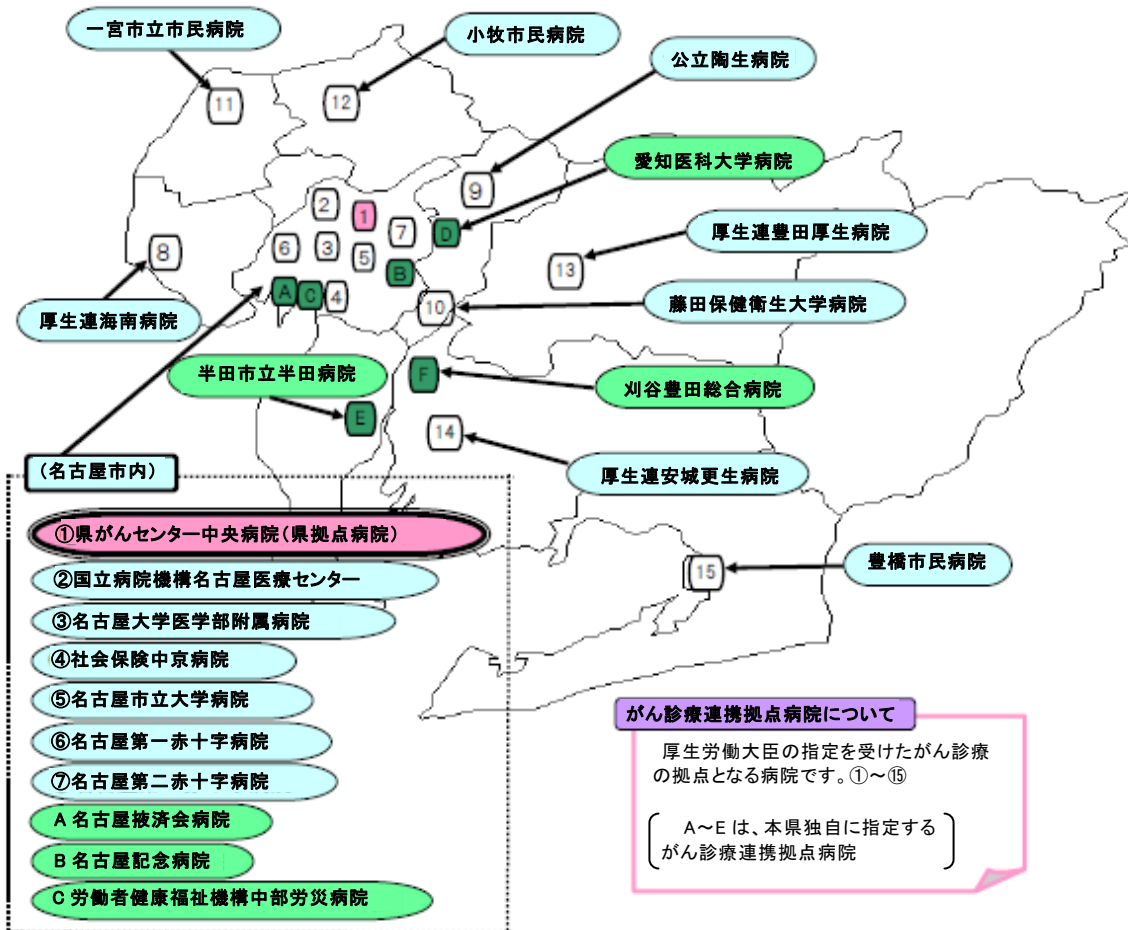 一宮市立市民病院
小牧市民病院
公立陶生病院
愛知医科大学病院
厚生連豊田厚生病院
藤田保健衛生大学病院
厚生連海南病院
半田市立半田病院
刈谷豊田総合病院
厚生連安城更生病院
豊橋市民病院
11
12
9
2
1
7
D
8
6
3
5
B
13
A
C
4
10
F
E
14
15
(名古屋市内)
①県がんセンター中央病院(県拠点病院)
②国立病院機構名古屋医療センター
③名古屋大学医学部附属病院
④社会保険中京病院
⑤名古屋市立大学病院
⑥名古屋第一赤十字病院
⑦名古屋第二赤十字病院
A 名古屋掖済会病院
B 名古屋記念病院
C 労働者健康福祉機構中部労災病院
がん診療連携拠点病院について
厚生労働大臣の指定を受けたがん診療
の拠点となる病院です。①～⑮
A～E は、本県独自に指定する
がん診療連携拠点病院